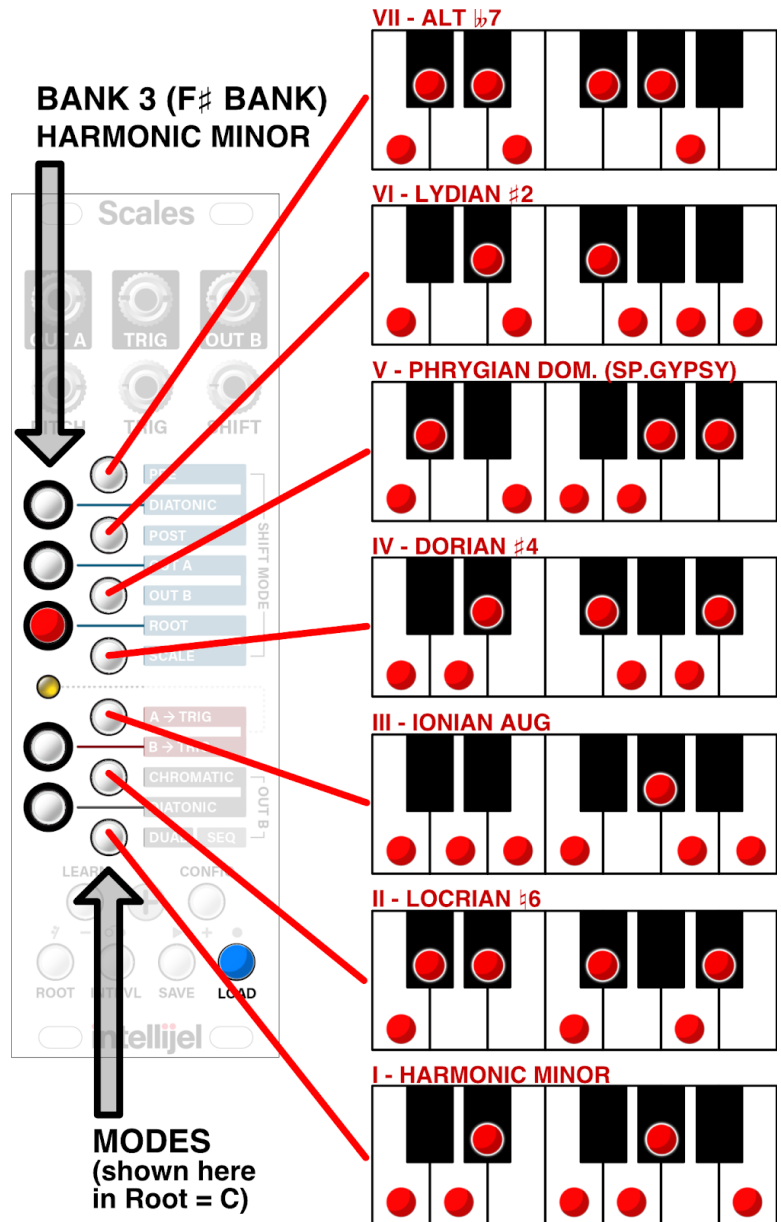 VII - ALT 𝄫7
BANK 3 (F♯ BANK)
HARMONIC MINOR
VI - LYDIAN ♯2
Scales
OUT A
TRIG
OUT B
PITCH
TRIG
SHIFT
V - PHRYGIAN DOM. (SP.GYPSY)
PRE
DIATONIC
POST
OUT A
OUT B
ROOT
SCALE
SHIFT MODE
IV - DORIAN ♯4
A → TRIG
B → TRIG
CHROMATIC
DIATONIC
DUAL
SEQ
OUT B
III - IONIAN AUG
LEARN
CONFIG
II - LOCRIAN ♮6
ROOT
INTRVL
SAVE
LOAD
intellijel
I - HARMONIC MINOR
MODES
(shown here
in Root = C)